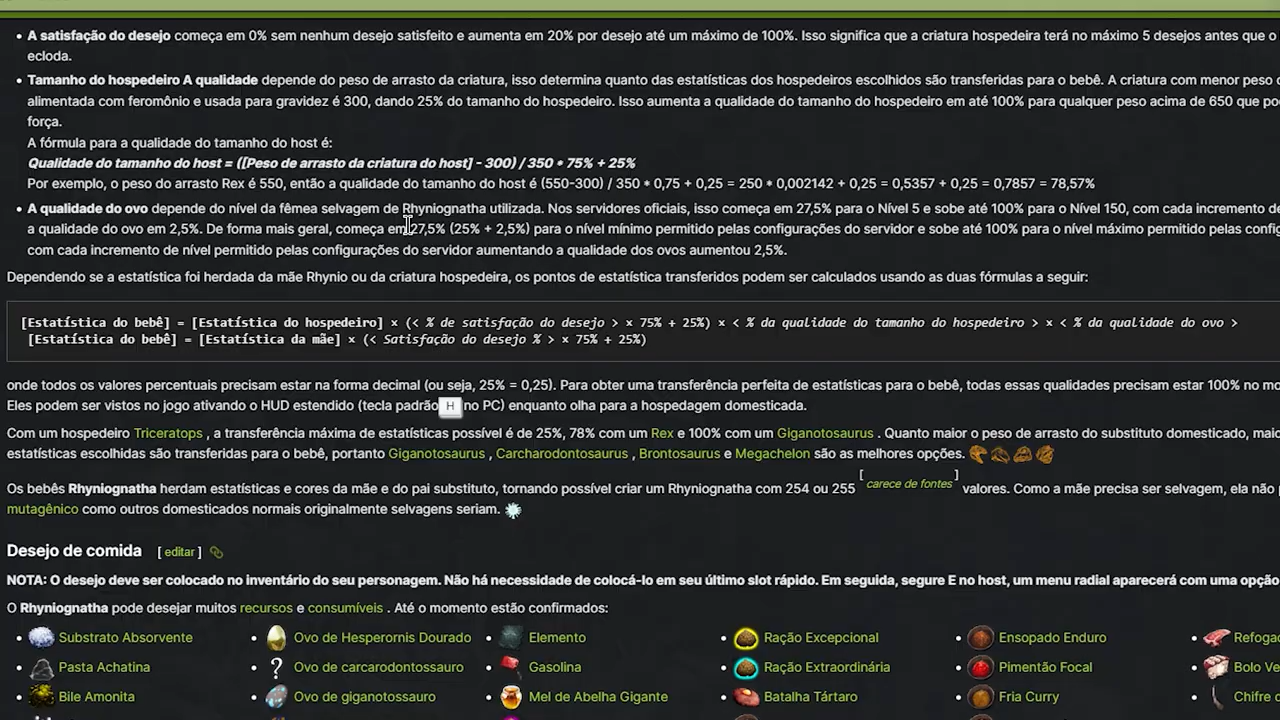 A satisfação do desejo começa em 0% sem nenhum desejo satisfeito e aumenta em 20% por desejo até um máximo de 100%. Isso significa que a criatura hospedeira terá no máximo 5 desejos antes que o
ecloda.
Tamanho do hospedeiro A qualidade depende do peso de arrasto da criatura, isso determina quanto das estatísticas dos hospedeiros escolhidos são transferidas para o bebê. A criatura com menor peso
alimentada com feromônio e usada para gravidez é 300, dando 25% do tamanho do hospedeiro. Isso aumenta a qualidade do tamanho do hospedeiro em até 100% para qualquer peso acima de 650 que
força.
A fórmula para a qualidade do tamanho do host é:
Qualidade do tamanho do host = ([Peso de arrasto da criatura do host] - 300) / 350 * 75% + 25%
Por exemplo, o peso do arrasto Rex é 550, então a qualidade do tamanho do host é (550-300) / 350 * 0,75 + 0,25 = 250 * 0,002142 + 0,25 = 0,5357 + 0,25 = 0,7857 = 78,57%
A qualidade do ovo depende do nível da fêmea selvagem de Rhyniognatha utilizada. Nos servidores oficiais, isso começa em 27,5% para o Nível 5 e sobe até 100% para o Nível 150, com cada incremento
a qualidade do ovo em 2,5%. De forma mais geral, começa em 27,5% (25% + 2,5%) para o nível mínimo permitido pelas configurações do servidor e sobe até 100% para o nível máximo permitido pelas
com cada incremento de nível permitido pelas configurações do servidor aumentando a qualidade dos ovos aumentou 2,5%.
Dependendo se a estatística foi herdada da mãe Rhynio ou da criatura hospedeira, os pontos de estatística transferidos podem ser calculados usando as duas fórmulas a seguir:
[Estatística do bebê] = [Estatística do hospedeiro] × (< % de satisfação do desejo > × 75% + 25%) × < % da qualidade do tamanho do hospedeiro > × < % da qualidade do ovo >
[Estatística do bebê] = [Estatística da mãe] × (< Satisfação do desejo % > × 75% + 25%)
onde todos os valores percentuais precisam estar na forma decimal (ou seja, 25% = 0,25). Para obter uma transferência perfeita de estatísticas para o bebê, todas essas qualidades precisam estar 100% no
Eles podem ser vistos no jogo ativando o HUD estendido (tecla padrão H no PC) enquanto olha para a hospedagem domesticada.
Com um hospedeiro Triceratops , a transferência máxima de estatísticas possível é de 25%, 78% com um Rex e 100% com um Giganotosaurus . Quanto maior o peso de arrasto do substituto domesticado,
estatísticas escolhidas são transferidas para o bebê, portanto Giganotosaurus , Carcharodontosaurus , Brontosaurus e Megachelon são as melhores opções.
Os bebês Rhyniognatha herdam estatísticas e cores da mãe e do pai substituto, tornando possível criar um Rhyniognatha com 254 ou 255 [carece de fontes] valores. Como a mãe precisa ser selvagem, ela não
mutagênico como outros domesticados normais originalmente selvagens seriam.
Desejo de comida [ editar ]
NOTA: O desejo deve ser colocado no inventário do seu personagem. Não há necessidade de colocá-lo em seu último slot rápido. Em seguida, segure E no host, um menu radial aparecerá com uma opção
O Rhyniognatha pode desejar muitos recursos e consumíveis . Até o momento estão confirmados:
Substrato Absorvente Ovo de Hesperornis Dourado Elemento Ração Excepcional Ensopado Enduro
Pasta Achatina Ovo de carcarodontossauro Gasolina Ração Extraordinária Pimentão Focal Bolo
Bile Amonita Ovo de giganotossauro Mel de Abelha Gigante Batalha Tártaro Fria Curry Chifre